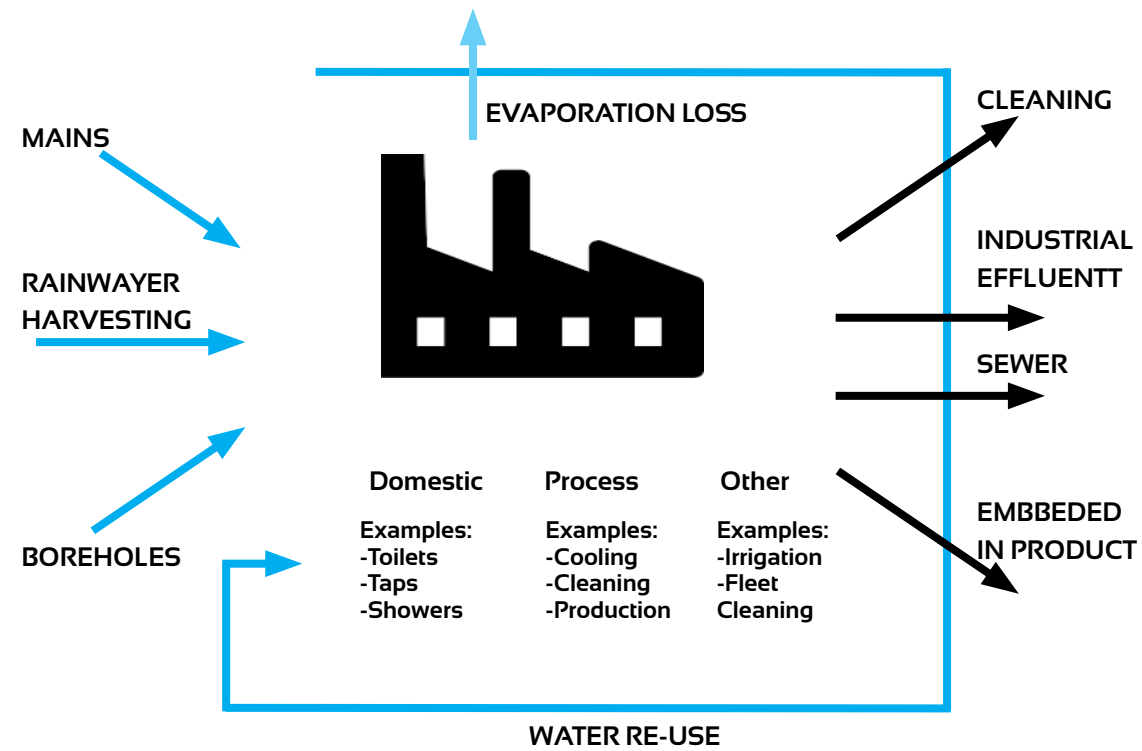 EVAPORATION LOSS
MAINS
RAINWAYER
HARVESTING
BOREHOLES
CLEANING
INDUSTRIAL
EFFLUENTT
SEWER
EMBBEDED
IN PRODUCT
Domestic
Examples:
-Toilets
-Taps
-Showers
Process
Examples:
-Cooling
-Cleaning
-Production
Other
Examples:
-Irrigation
-Fleet
Cleaning
WATER RE-USE